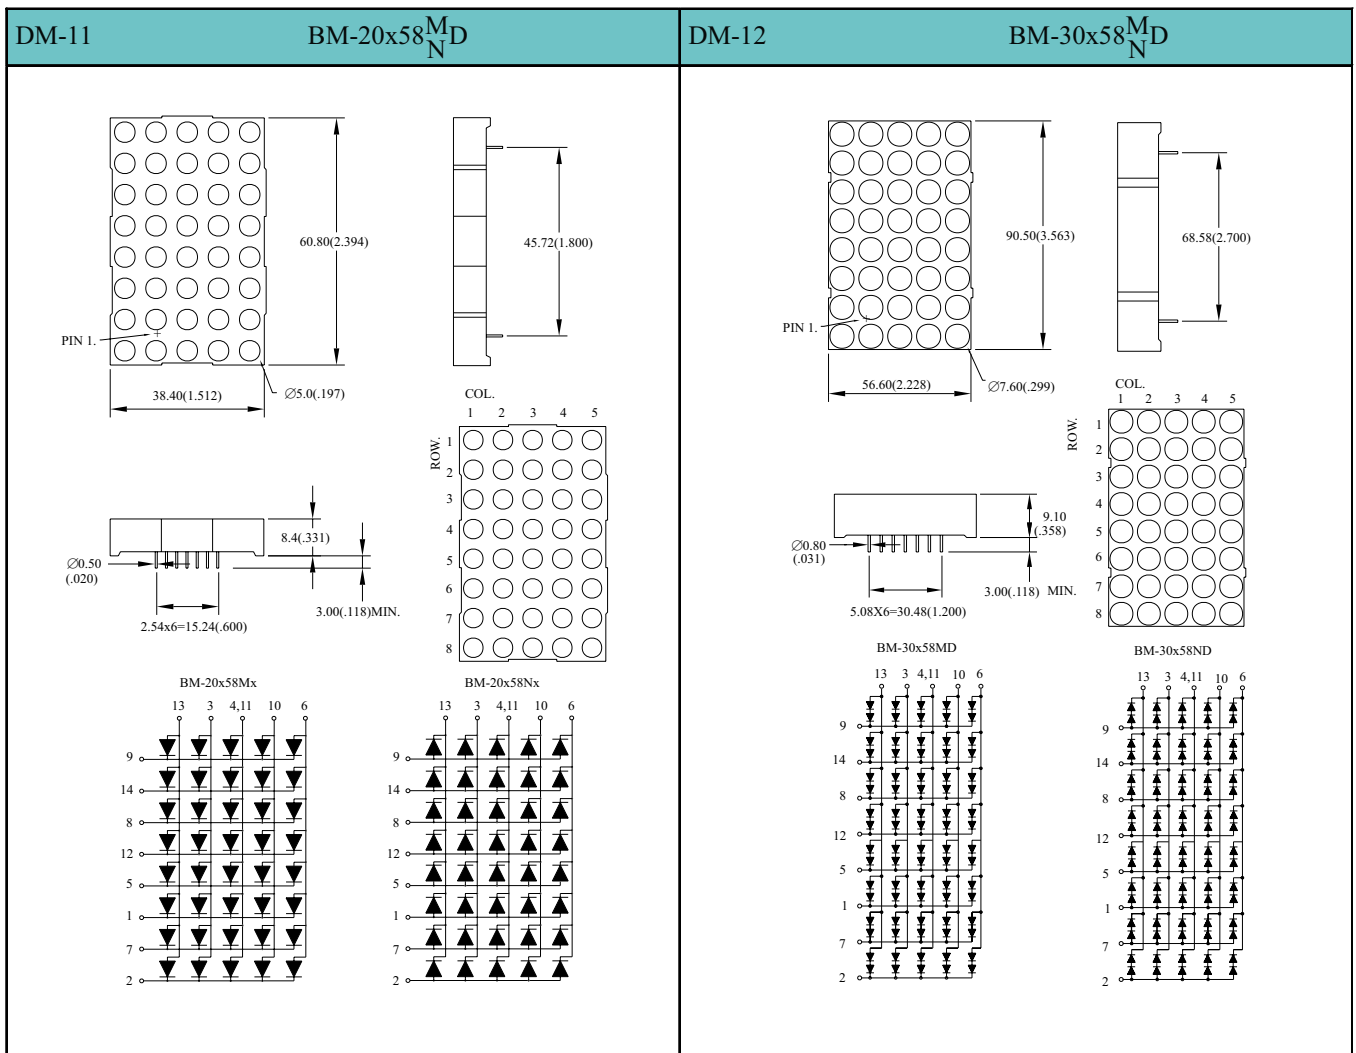 DM-11 BM-20x58 M/N D
DM-12 BM-30x58 M/N D
60.80(2.394)
45.72(1.800)
PIN 1.
38.40(1.512)
Ø5.0(.197)
COL.
1 2 3 4 5
ROW.
1
2
3
4
5
6
7
8
8.4(.331)
Ø0.50
(.020)
3.00(.118)MIN.
2.54x6=15.24(.600)
BM-20x58Mx
13 3 4,11 10 6
9
14
8
12
5
1
7
2
BM-20x58Nx
13 3 4,11 10 6
9
14
8
12
5
1
7
2
90.50(3.563)
68.58(2.700)
PIN 1.
56.60(2.228)
Ø7.60(.299)
COL.
1 2 3 4 5
ROW.
1
2
3
4
5
6
7
8
9.10
(.358)
Ø0.80
(.031)
3.00(.118) MIN.
5.08X6=30.48(1.200)
BM-30x58MD
13 3 4,11 10 6
9
14
8
12
5
1
7
2
BM-30x58ND
13 3 4,11 10 6
9
14
8
12
5
1
7
2